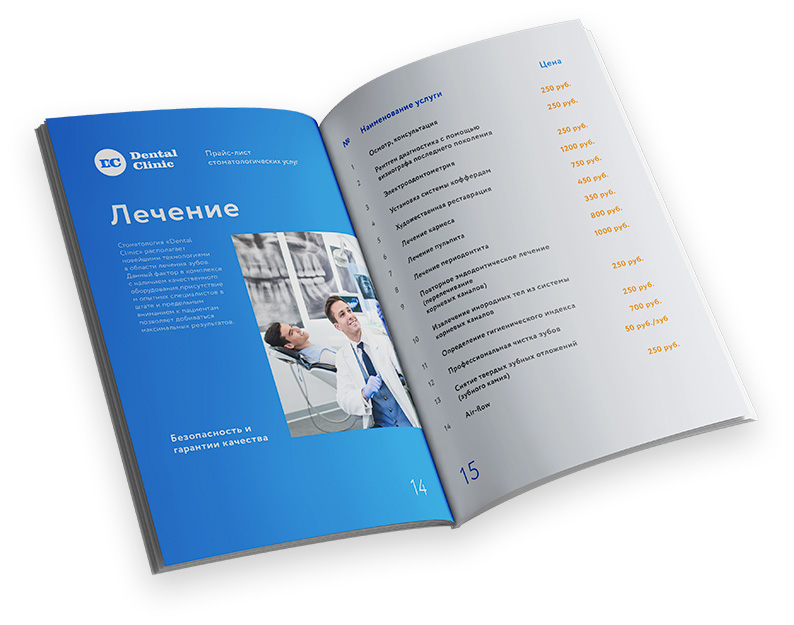 DC Dental
Clinic
Прайс-лист
стоматологических услуг
Лечение
Стоматология «Dental
Clinic» располагает
новейшими технологиями
в области лечения зубов.
Данный фактор в комплексе
с наличием качественного
оборудования,присутствие
м опытних специалистов в
штате и предельним
вниманием к пациентам
позволяют добиваться
максимальных результатов.
Безопасность и
гарантии качества
14
№ Наименование услуги Цена
1 Осмотр, консультация 250 руб.
2 Рентген диагностика с помощью 250 руб.
визиографа последнего поколения
3 Электроодонтометрия 250 руб.
4 Установка системы коффердам 1200 руб.
5 Художественная реставрация 750 руб.
6 Лечение кариеса 450 руб.
7 Лечение пульпита 350 руб.
8 Лечение периодонтита 800 руб.
9 Повторное эндодонтическое лечение 1000 руб.
(перелечивание
корневых каналов)
10 Извлечение инородных тел из системы 250 руб.
корневых каналов
11 Определение гигиенического индекса 250 руб.
12 Профессиональная чистка зубов 700 руб.
13 Снятие твердых зубных отложений 50 руб./зуб
(зубного камня)
14 Air-flow 250 руб.
15